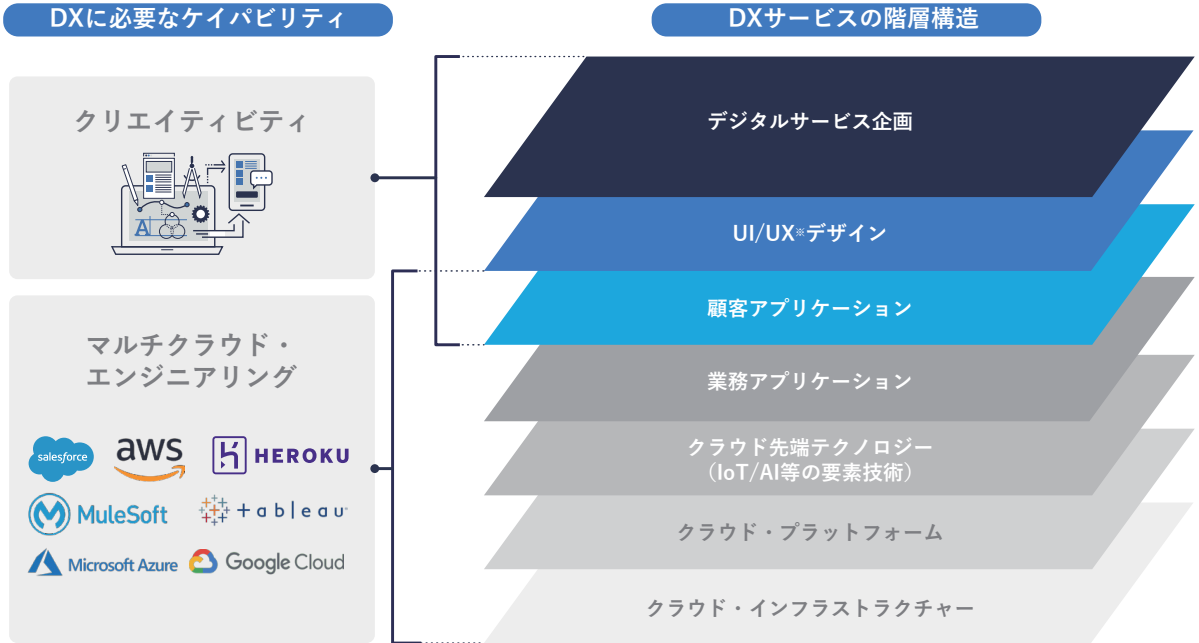 DXに必要なケイパビリティ
DXサービスの階層構造
クリエイティビティ
A
マルチクラウド・
エンジニアリング
salesforce
aws
HEROKU
MuleSoft
+ableau
Microsoft Azure
Google Cloud
デジタルサービス企画
UI/UX※デザイン
顧客アプリケーション
業務アプリケーション
クラウド先端テクノロジー
（IoT/AI等の要素技術）
クラウド・プラットフォーム
クラウド・インフラストラクチャー